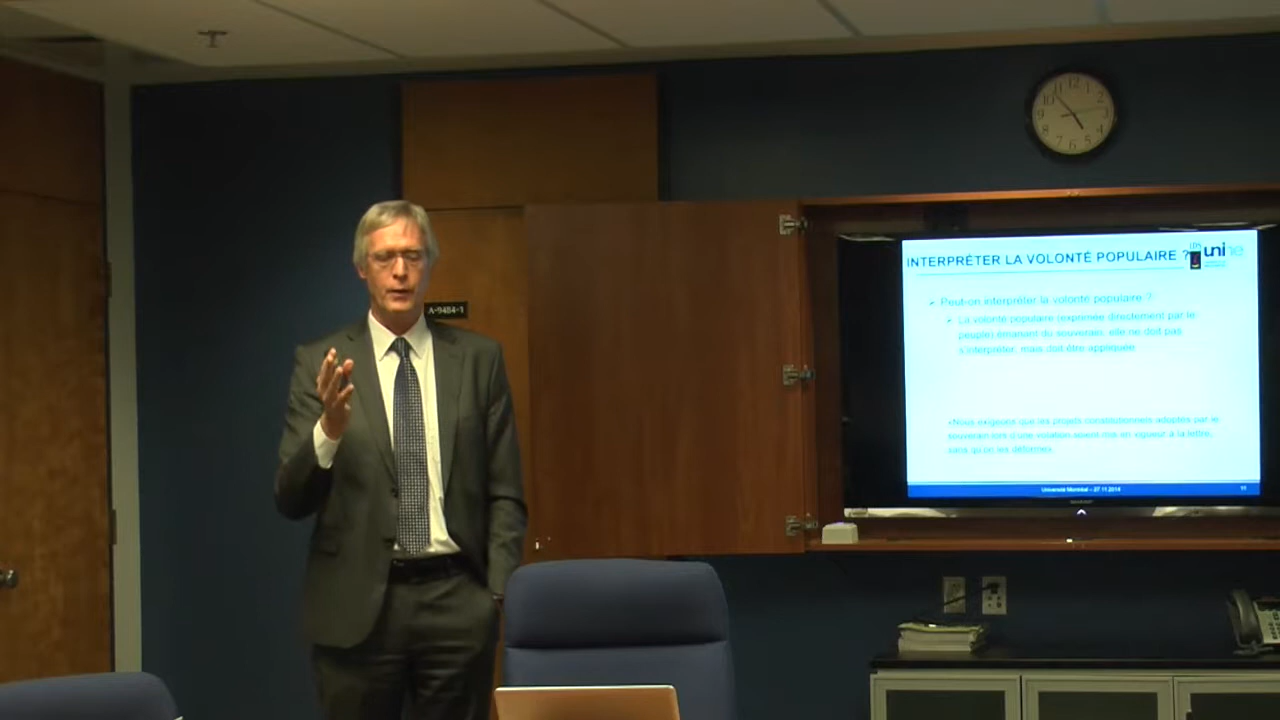 INTERPRÉTER LA VOLONTÉ POPULAIRE ?
unine
Peut-on interpréter la volonté populaire ?
La volonté populaire (exprimée directement par le
peuple) émanant du souverain, elle ne doit pas
s'interpréter, mais doit être appliquée.
Nous exigeons que les projets constitutionnels adoptés par le
souverain lors d'une votation soient mis en vigueur à la lettre,
sans qu'on les déforme.
Université Montréal – 27.11.2014
11
A-9484-1